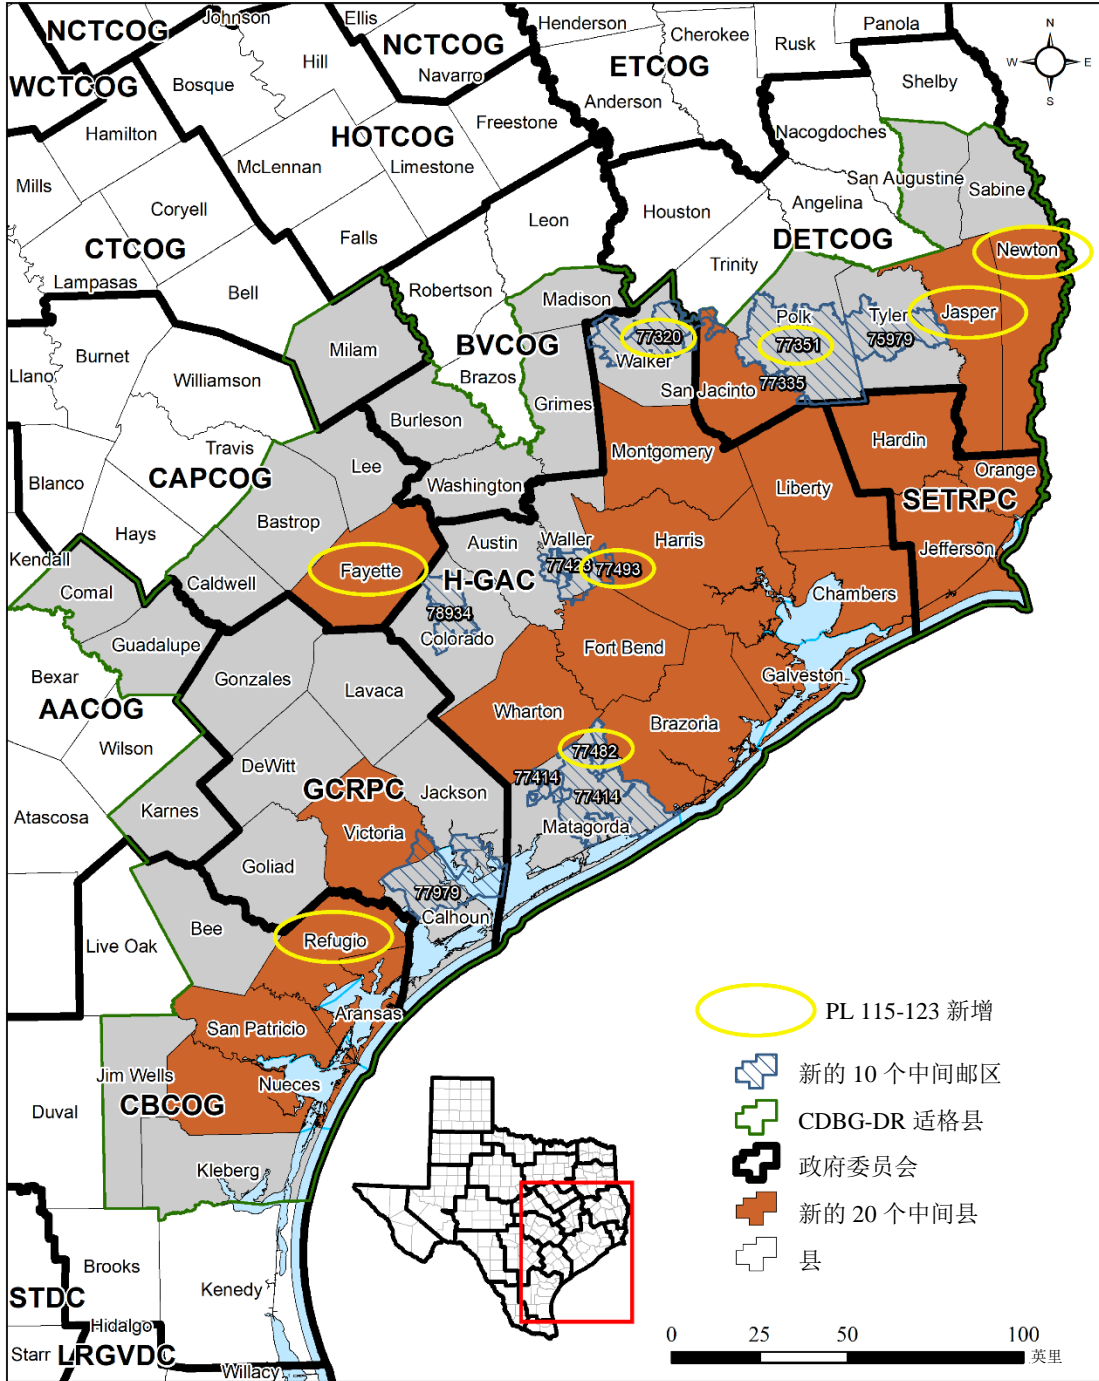 Johnson
Ellis
Henderson
Cherokee
Panola
NCTCOG
NCTCOG
Rusk
N
Hill
ETCOG
W
E
WCTCOG
Bosque
Navarro
Shelby
S
Anderson
Hamilton
HOTCOG
Freestone
Nacogdoches
McLennan
Limestone
San Augustine
Mills
Sabine
Coryell
Leon
Houston
Angelina
CTCOG
Falls
DETCOG
Newton
Lampasas
Bell
Robertson
Madison
Trinity
Jasper
Polk
Tyler
77320
77351
75979
Burnet
Milam
BVCOG
Walker
Llano
Williamson
Brazos
San Jacinto
77335
Grimes
Burleson
Travis
Montgomery
Hardin
Lee
CAPCOG
Orange
Blanco
Washington
Liberty
SETRPC
Bastrop
Hays
Austin
Waller
Harris
Jefferson
Kendall
Fayette
77423
77493
Comal
Caldwell
H-GAC
Chambers
78934
Guadalupe
Colorado
Fort Bend
Bexar
Gonzales
Lavaca
Galveston
AACOG
Wharton
Brazoria
Wilson
77482
DeWitt
77414
GCRPC
Jackson
77414
Karnes
Atascosa
Victoria
Matagorda
Goliad
77979
Calhoun
Bee
Live Oak
Refugio
PL 115-123 新增
Aransas
San Patricio
新的 10 个中间邮区
Jim Wells
Nueces
Duval
CBCOG
CDBG-DR 适格县
政府委员会
Kleberg
新的 20 个中间县
县
Brooks
Kenedy
STDC
Hidalgo
0 25 50 100
Starr
LRGVDC
英里
Willacy